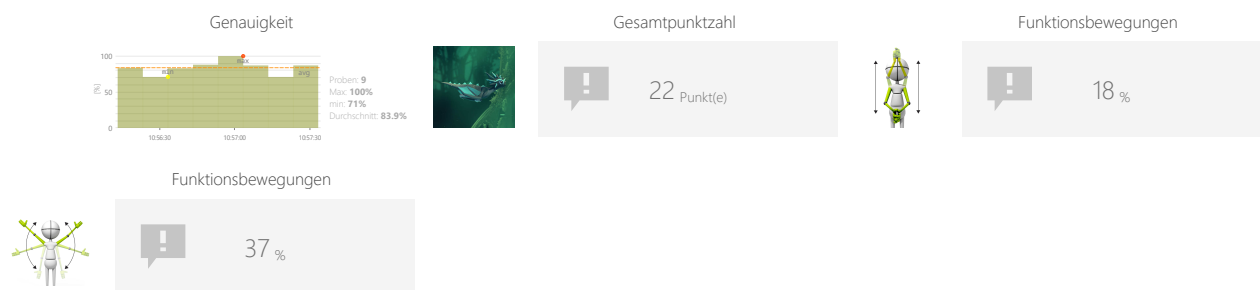 Genauigkeit
100
50
0
[%]
min
max
avg
10:56:30
10:57:00
10:57:30
Proben: 9
Max: 100%
min: 71%
Durchschnitt: 83.9%
Gesamtpunktzahl
22 Punkt(e)
Funktionsbewegungen
18 %
Funktionsbewegungen
37 %